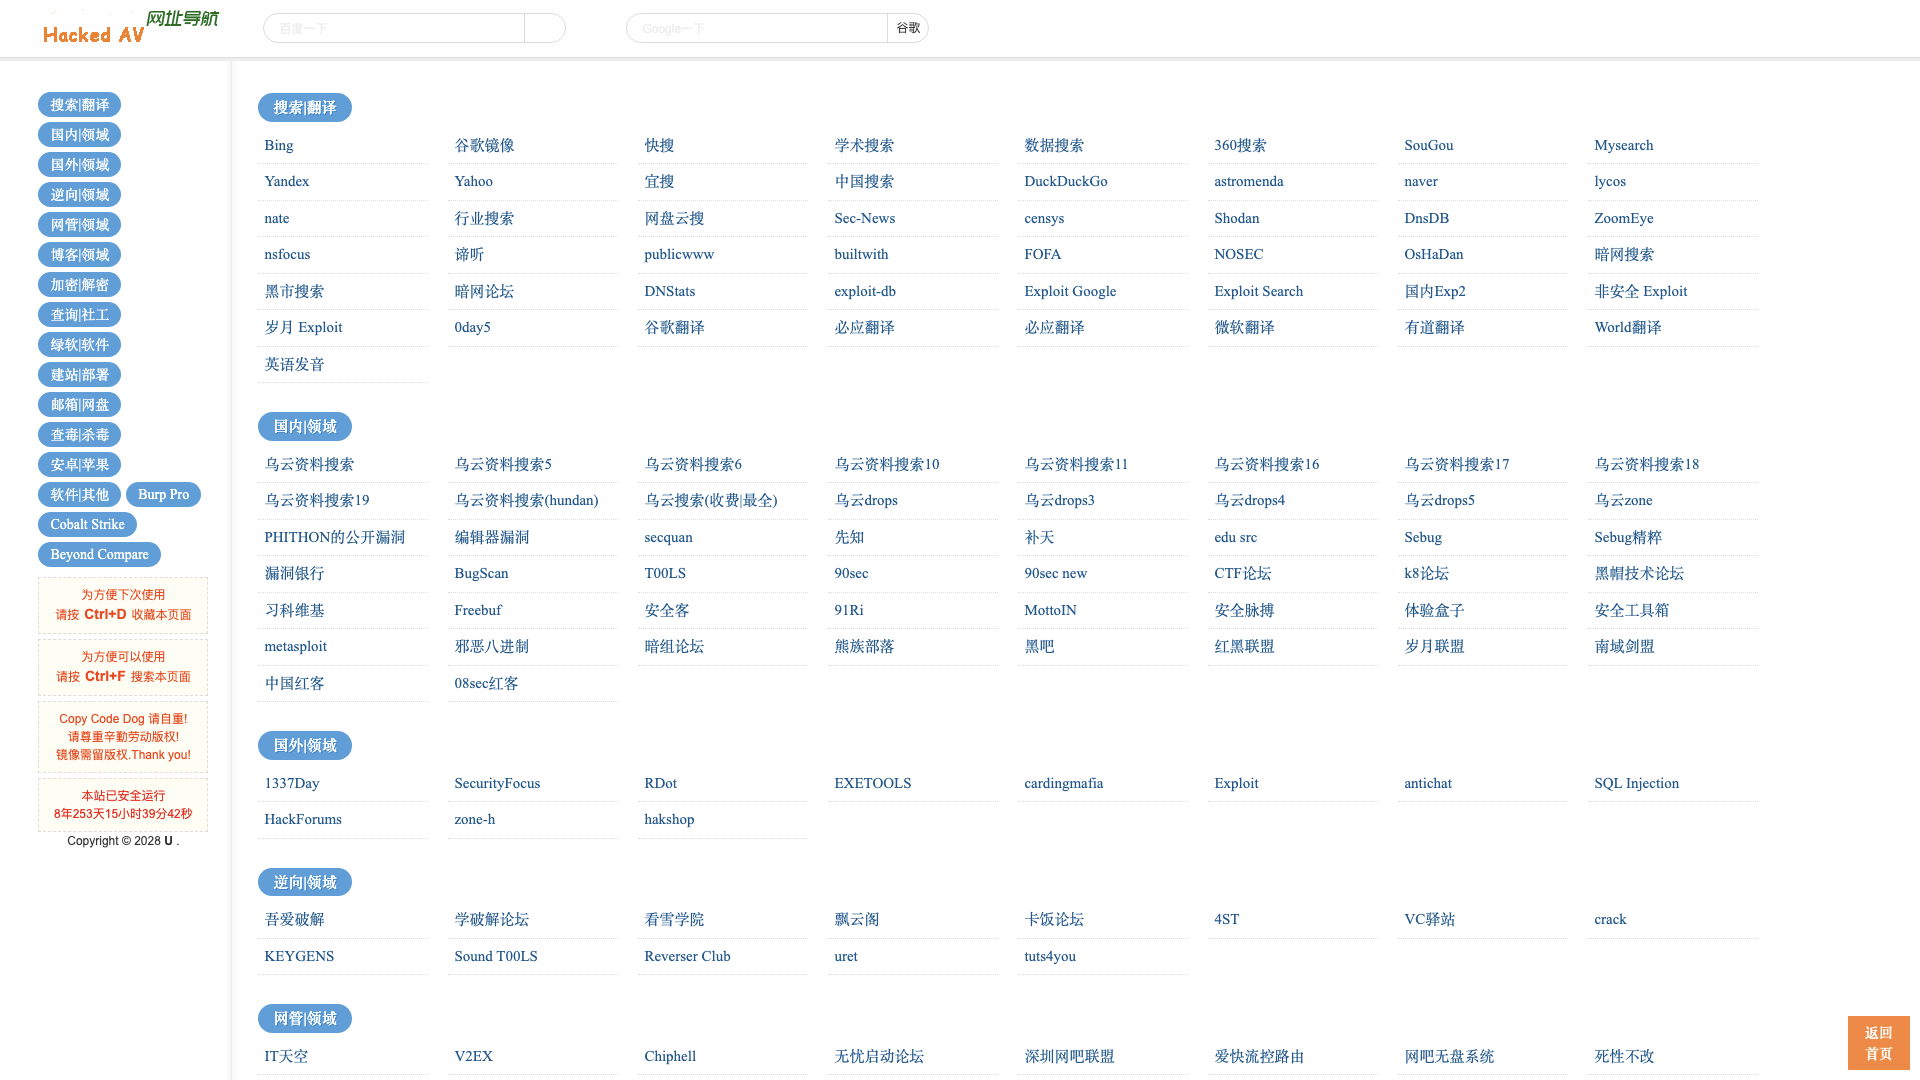 Hacked AV 网址导航
百度一下
Google一下 谷歌
搜索|翻译
国内|领域
国外|领域
逆向|领域
网管|领域
博客|领域
加密|解密
查询|社工
绿软|软件
建站|部署
邮箱|网盘
查毒|杀毒
安卓|苹果
软件|其他 Burp Pro
Cobalt Strike
Beyond Compare
为方便下次使用
请按 Ctrl+D 收藏本页面
为方便可以使用
请按 Ctrl+F 搜索本页面
Copy Code Dog 请自重!
请尊重辛勤劳动版权!
镜像需留版权.Thank you!
本站已安全运行
8年253天15小时39分42秒
Copyright © 2028 U .
搜索|翻译
Bing 谷歌镜像 快搜 学术搜索 数据搜索 360搜索 SouGou Mysearch
Yandex Yahoo 宜搜 中国搜索 DuckDuckGo astromenda naver lycos
nate 行业搜索 网盘云搜 Sec-News censys Shodan DnsDB ZoomEye
nsfocus 谛听 publicwww builtwith FOFA NOSEC OsHaDan 暗网搜索
黑市搜索 暗网论坛 DNStats exploit-db Exploit Google Exploit Search 国内Exp2 非安全 Exploit
岁月 Exploit 0day5 谷歌翻译 必应翻译 必应翻译 微软翻译 有道翻译 World翻译
英语发音
国内|领域
乌云资料搜索 乌云资料搜索5 乌云资料搜索6 乌云资料搜索10 乌云资料搜索11 乌云资料搜索16 乌云资料搜索17 乌云资料搜索18
乌云资料搜索19 乌云资料搜索(hundan) 乌云搜索(收费|最全) 乌云drops 乌云drops3 乌云drops4 乌云drops5 乌云zone
PHITHON的公开漏洞 编辑器漏洞 secquan 先知 补天 edu src Sebug Sebug精粹
漏洞银行 BugScan T00LS 90sec 90sec new CTF论坛 k8论坛 黑帽技术论坛
习科维基 Freebuf 安全客 91Ri MottoIN 安全脉搏 体验盒子 安全工具箱
metasploit 邪恶八进制 暗组论坛 熊族部落 黑吧 红黑联盟 岁月联盟 南域剑盟
中国红客 08sec红客
国外|领域
1337Day SecurityFocus RDot EXETOOLS cardingmafia Exploit antichat SQL Injection
HackForums zone-h hakshop
逆向|领域
吾爱破解 学破解论坛 看雪学院 飘云阁 卡饭论坛 4ST VC驿站 crack
KEYGENS Sound T00LS Reverser Club uret tuts4you
网管|领域
IT天空 V2EX Chiphell 无忧启动论坛 深圳网吧联盟 爱快流控路由 网吧无盘系统 死性不改
返回
首页